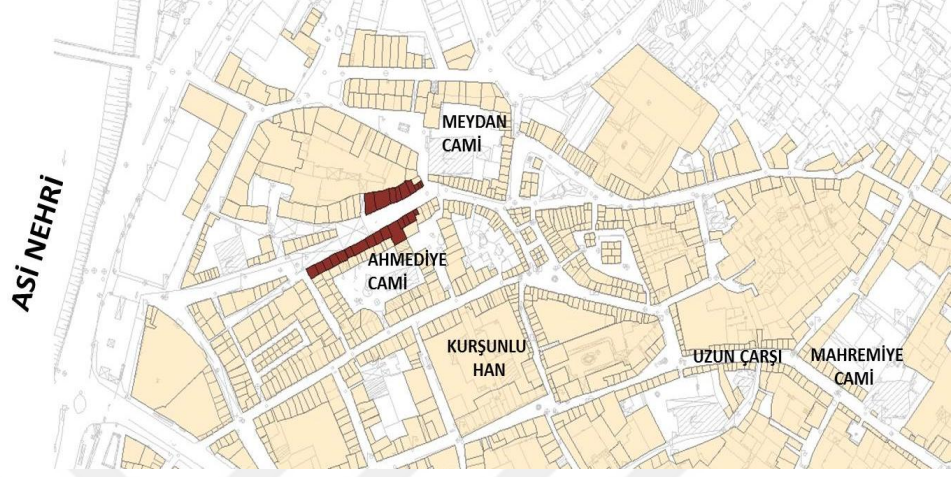 MEYDAN
CAMİ
ASİ NEHRİ
AHMEDİYE
CAMİ
KURŞUNLU
HAN
UZUN ÇARŞI
MAHREMİYE
CAMİ